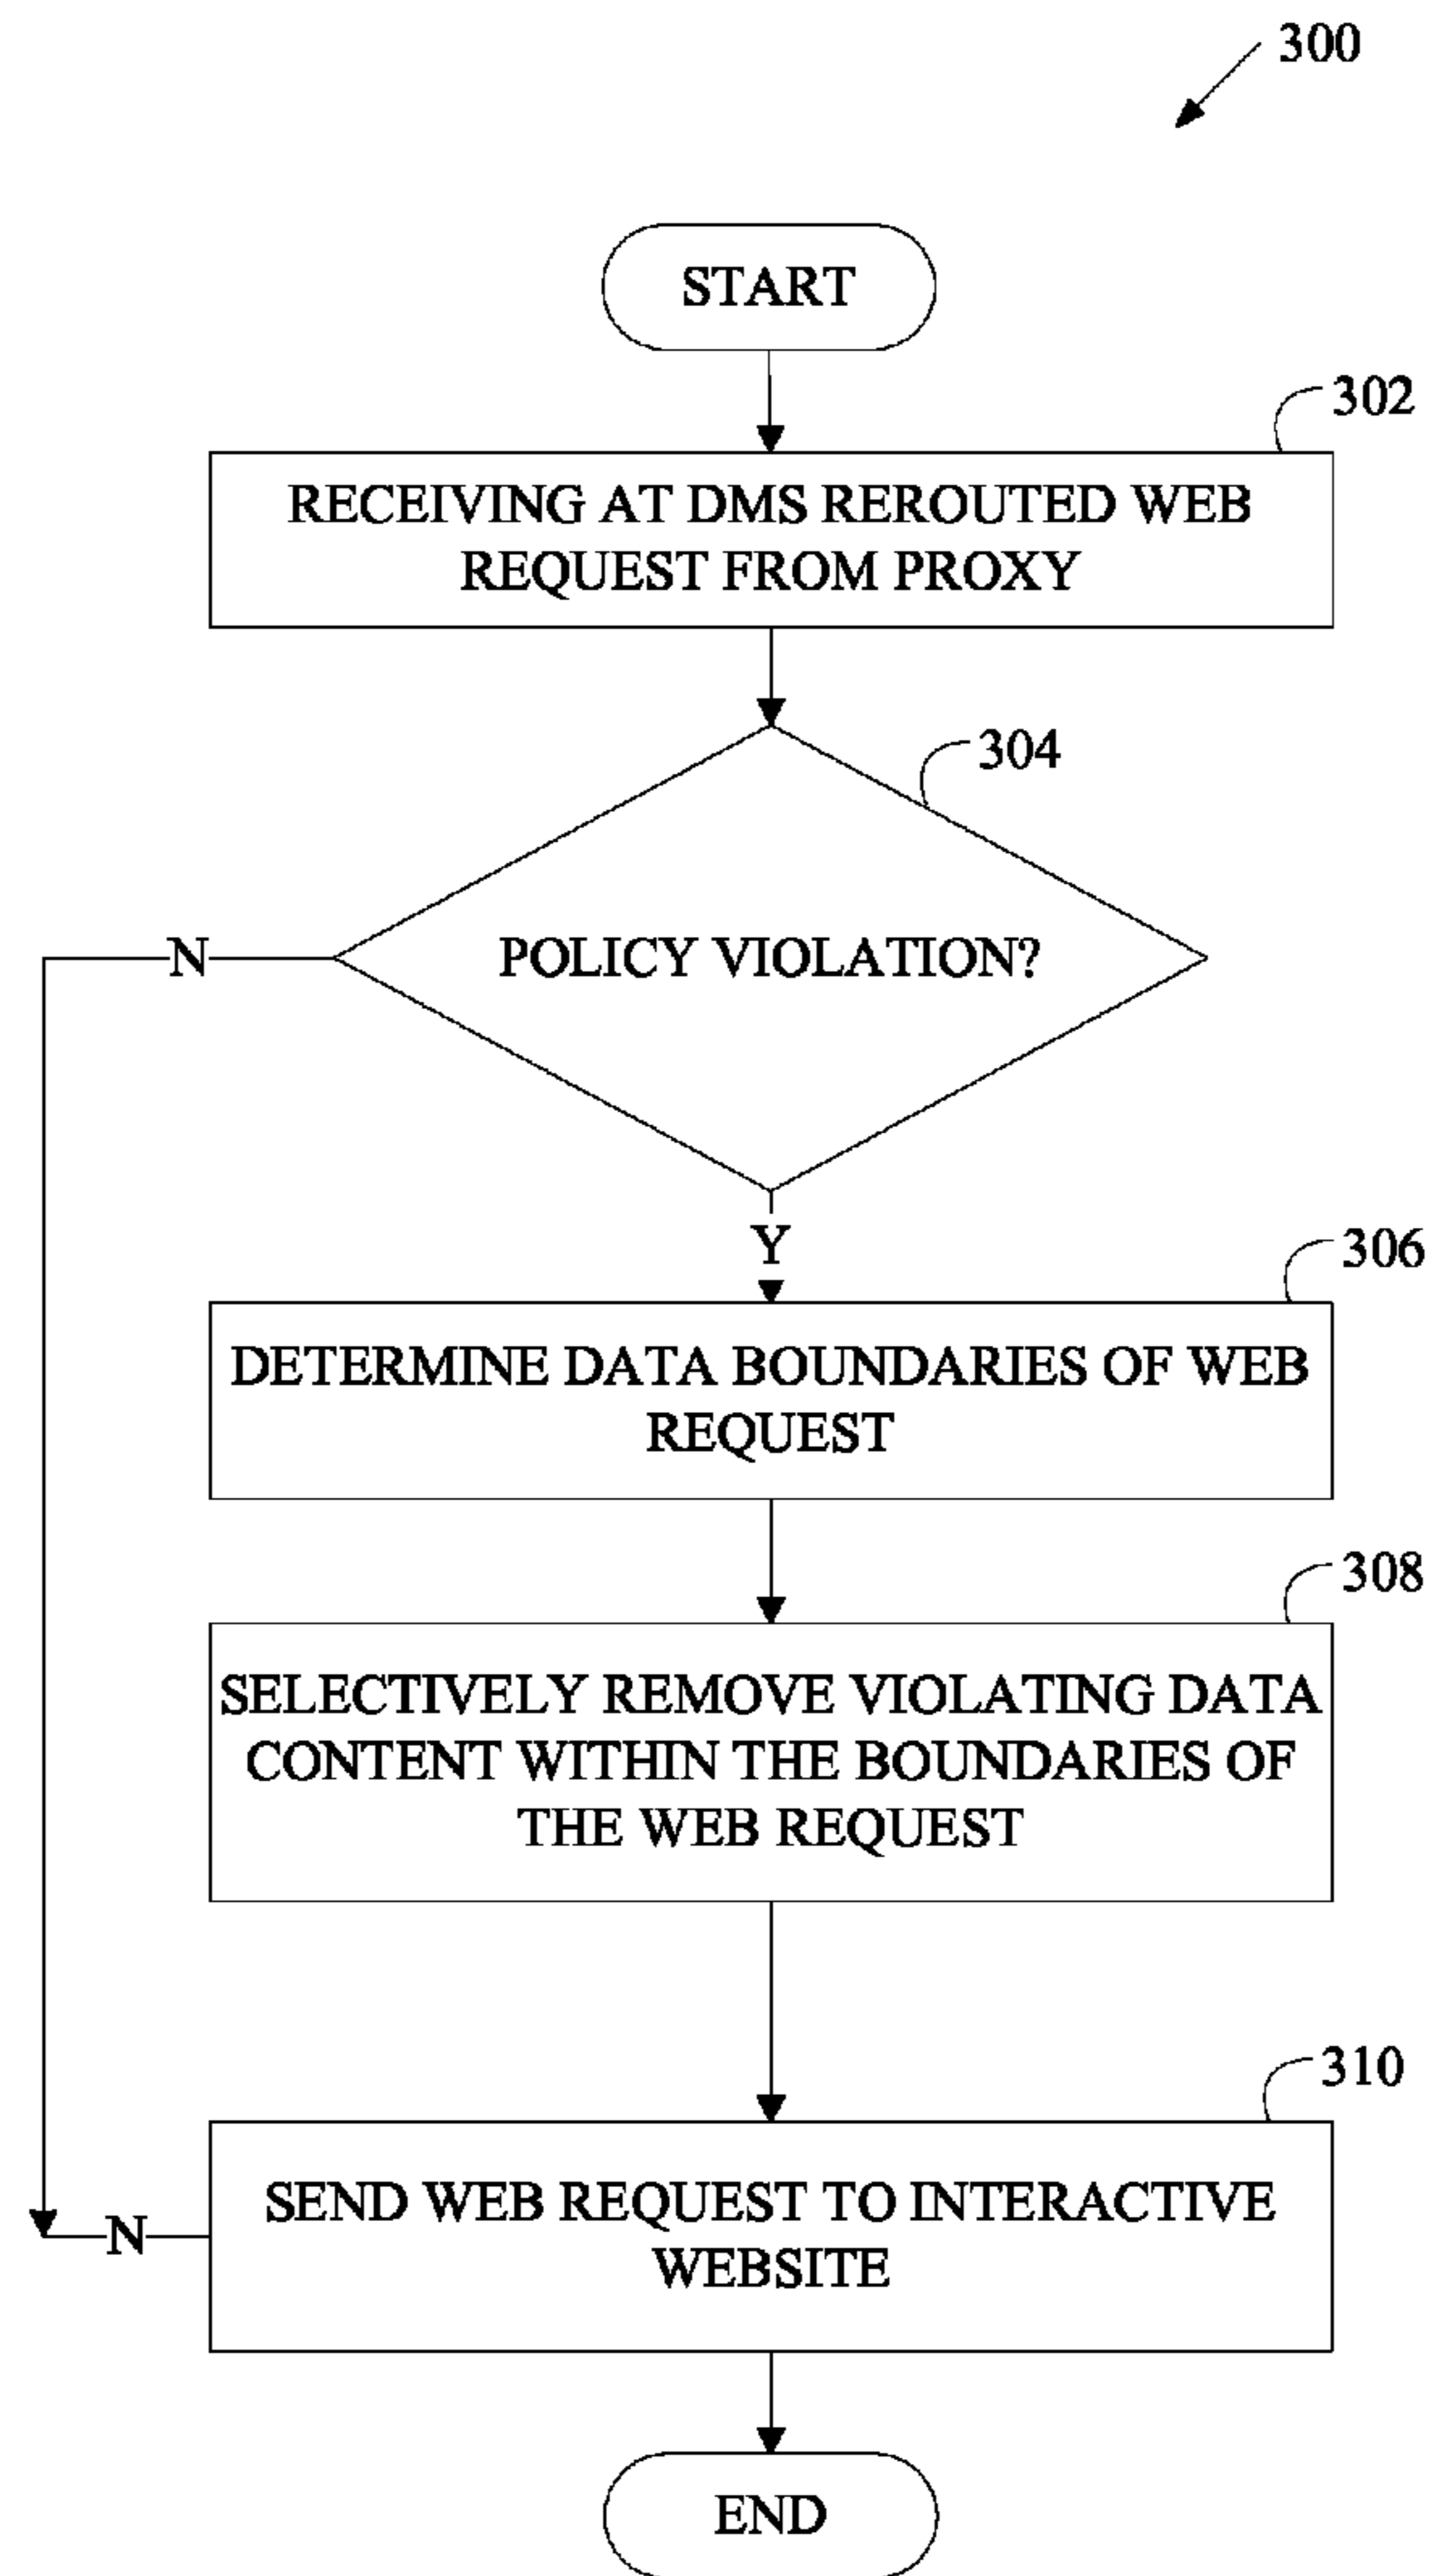 300
START
302
RECEIVING AT DMS REROUTED WEB
REQUEST FROM PROXY
304
N
POLICY VIOLATION?
Y
306
DETERMINE DATA BOUNDARIES OF WEB
REQUEST
308
SELECTIVELY REMOVE VIOLATING DATA
CONTENT WITHIN THE BOUNDARIES OF
THE WEB REQUEST
310
SEND WEB REQUEST TO INTERACTIVE
WEBSITE
N
END